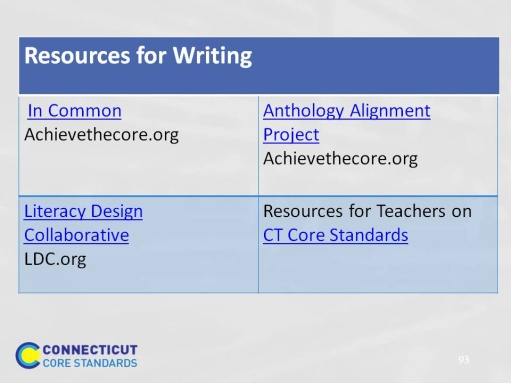 Resources for Writing
In Common
Achievethecore.org
Anthology Alignment
Project
Achievethecore.org
Literacy Design
Collaborative
LDC.org
Resources for Teachers on
CT Core Standards
CONNECTICUT
CORE STANDARDS
93